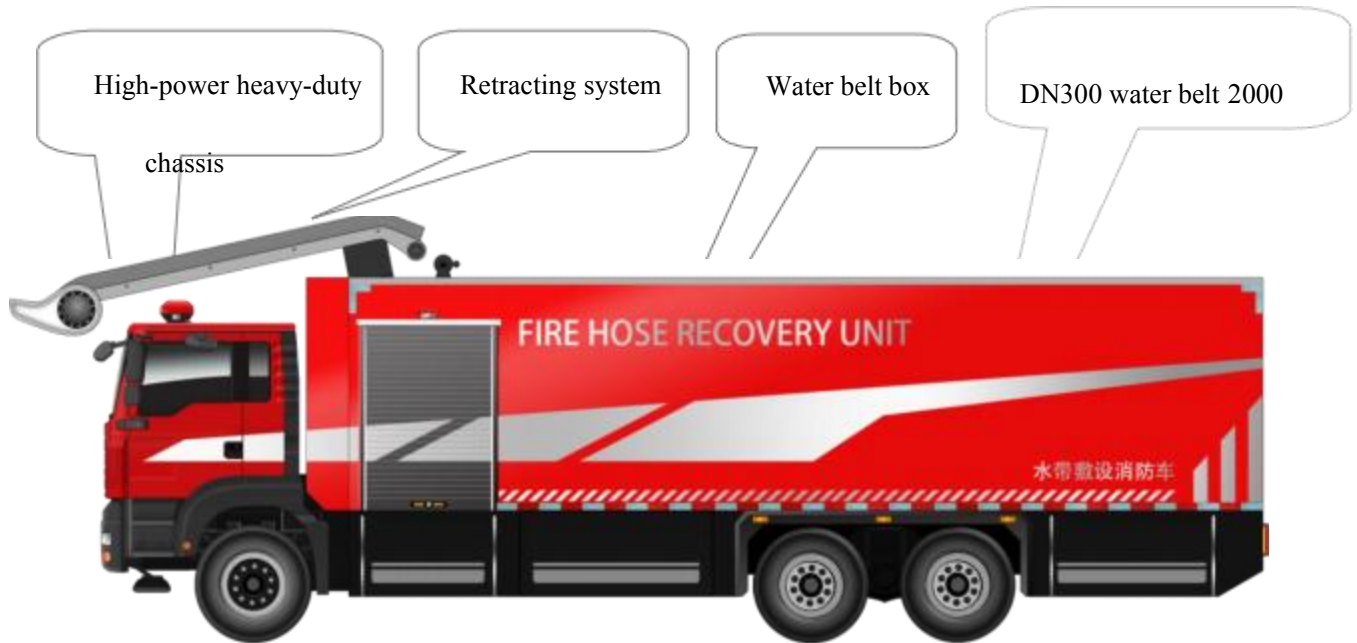 High-power heavy-duty
chassis
Retracting system
Water belt box
DN300 water belt 2000
FIRE HOSE RECOVERY UNIT
水带敷设消防车